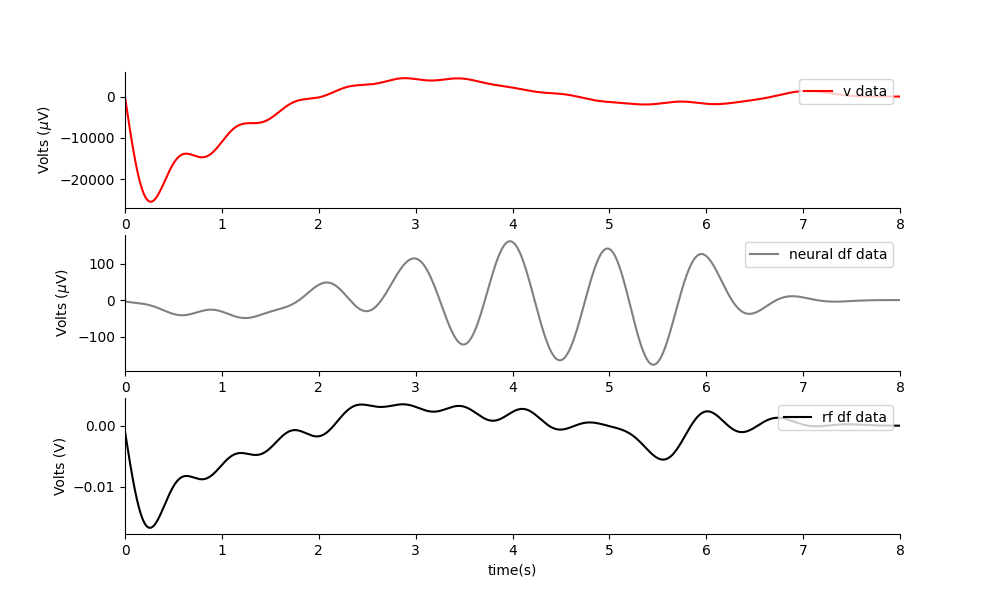 v data
Volts (μV)
0
−10000
−20000
0 1 2 3 4 5 6 7 8
neural df data
Volts (μV)
100
0
−100
0 1 2 3 4 5 6 7 8
rf df data
Volts (V)
0.00
−0.01
0 1 2 3 4 5 6 7 8
time(s)